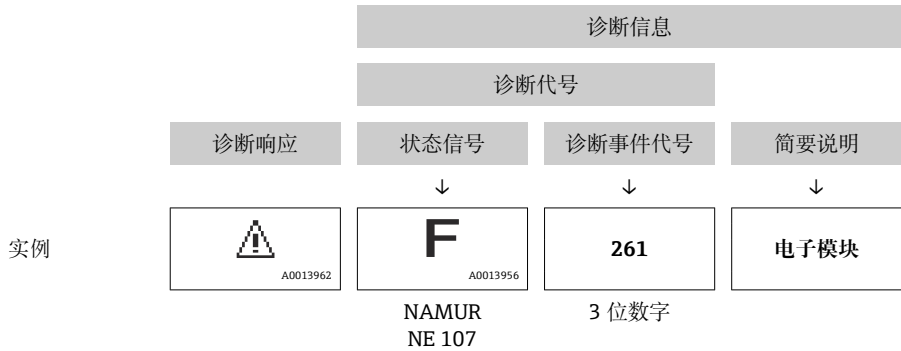 诊断信息
诊断代号
诊断响应 状态信号 诊断事件代号 简要说明
↓ ↓ ↓
实例 F 261 电子模块
A0013962 A0013956
NAMUR 3 位数字
NE 107